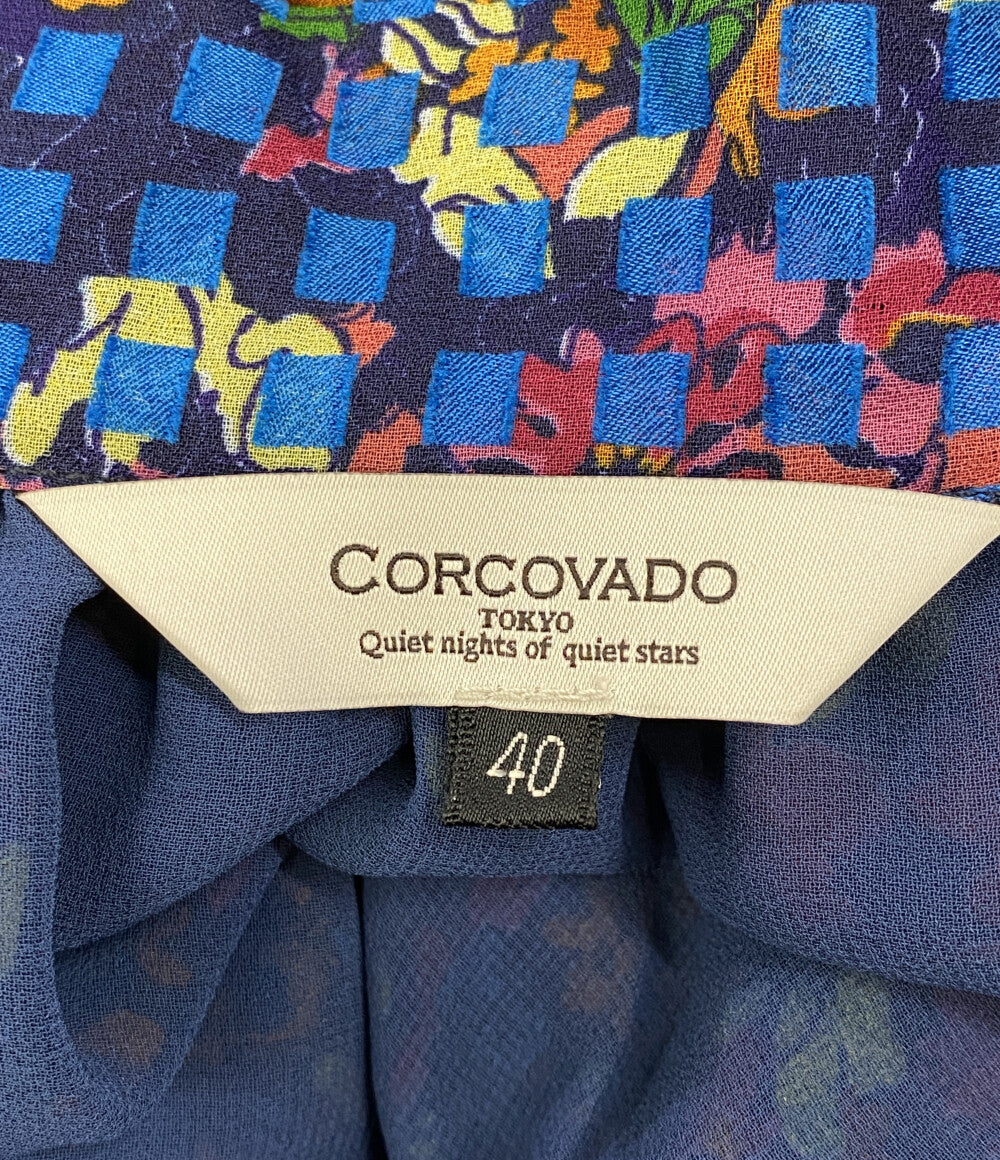 CORCOVADO
TOKYO
Quiet nights of quiet stars
40